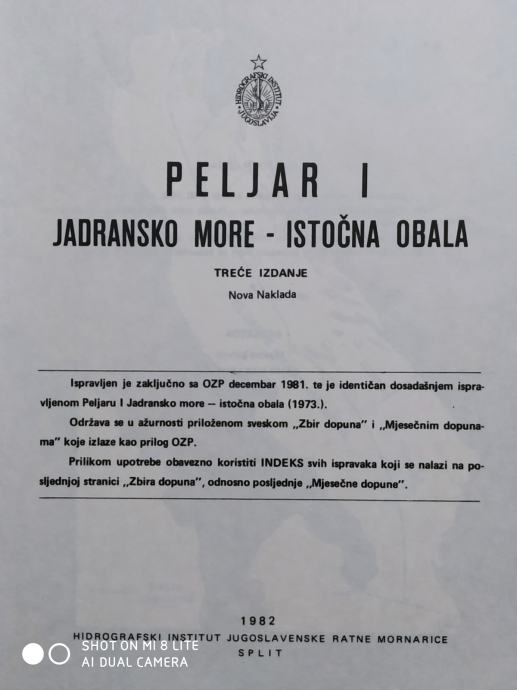 HIDROGRAFSKI INSTITUT
JUGOSLAVIJA
PELJAR I
JADRANSKO MORE - ISTOČNA OBALA
TREĆE IZDANJE
Nova Naklada
Ispravljen je zaključno sa OZP decembar 1981. te je identičan dosadašnjem ispra-
vljenom Peljaru I Jadransko more — istočna obala (1973.).
Održava se u ažurnosti priloženom sveskom „Zbir dopuna" i „Mjesečnim dopuna-
ma" koje izlaze kao prilog OZP.
Prilikom upotrebe obavezno koristiti INDEKS svih ispravaka koji se nalazi na po-
sljednjoj stranici „Zbira dopuna", odnosno posljednje „Mjesečne dopune".
1982
HIDROGRAFSKI INSTITUT JUGOSLAVENSKE RATNE MORNARICE
SPLIT
SHOT ON MI 8 LITE
AI DUAL CAMERA